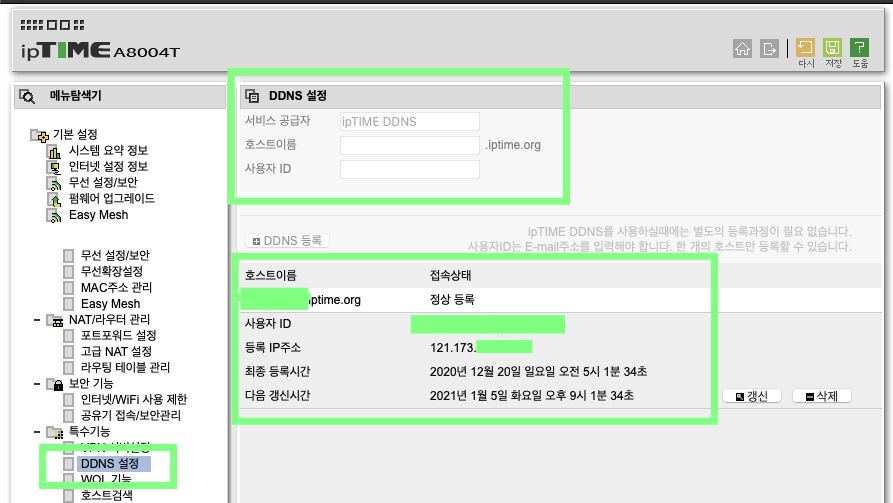 ipTIME A8004T
다시 저장 도움
메뉴탐색기
기본 설정
시스템 요약 정보
인터넷 설정 정보
무선 설정/보안
펌웨어 업그레이드
Easy Mesh
무선 설정/보안
무선확장설정
MAC주소 관리
Easy Mesh
NAT/라우터 관리
포트포워드 설정
고급 NAT 설정
라우팅 테이블 관리
보안 기능
인터넷/WiFi 사용 제한
공유기 접속/보안관리
특수기능
DDNS 설정
WOL 기능
호스트검색
DDNS 설정
서비스 공급자 ipTIME DDNS
호스트이름 .iptime.org
사용자 ID
DDNS 등록
ipTIME DDNS를 사용하실때에는 별도의 등록과정이 필요 없습니다.
사용자ID는 E-mail주소를 입력해야 합니다. 한 개의 호스트만 등록할 수 있습니다.
호스트이름 접속상태
iptime.org 정상 등록
사용자 ID
등록 IP주소 121.173.
최종 등록시간 2020년 12월 20일 일요일 오전 5시 1분 34초
다음 갱신시간 2021년 1월 5일 화요일 오후 9시 1분 34초
갱신 삭제